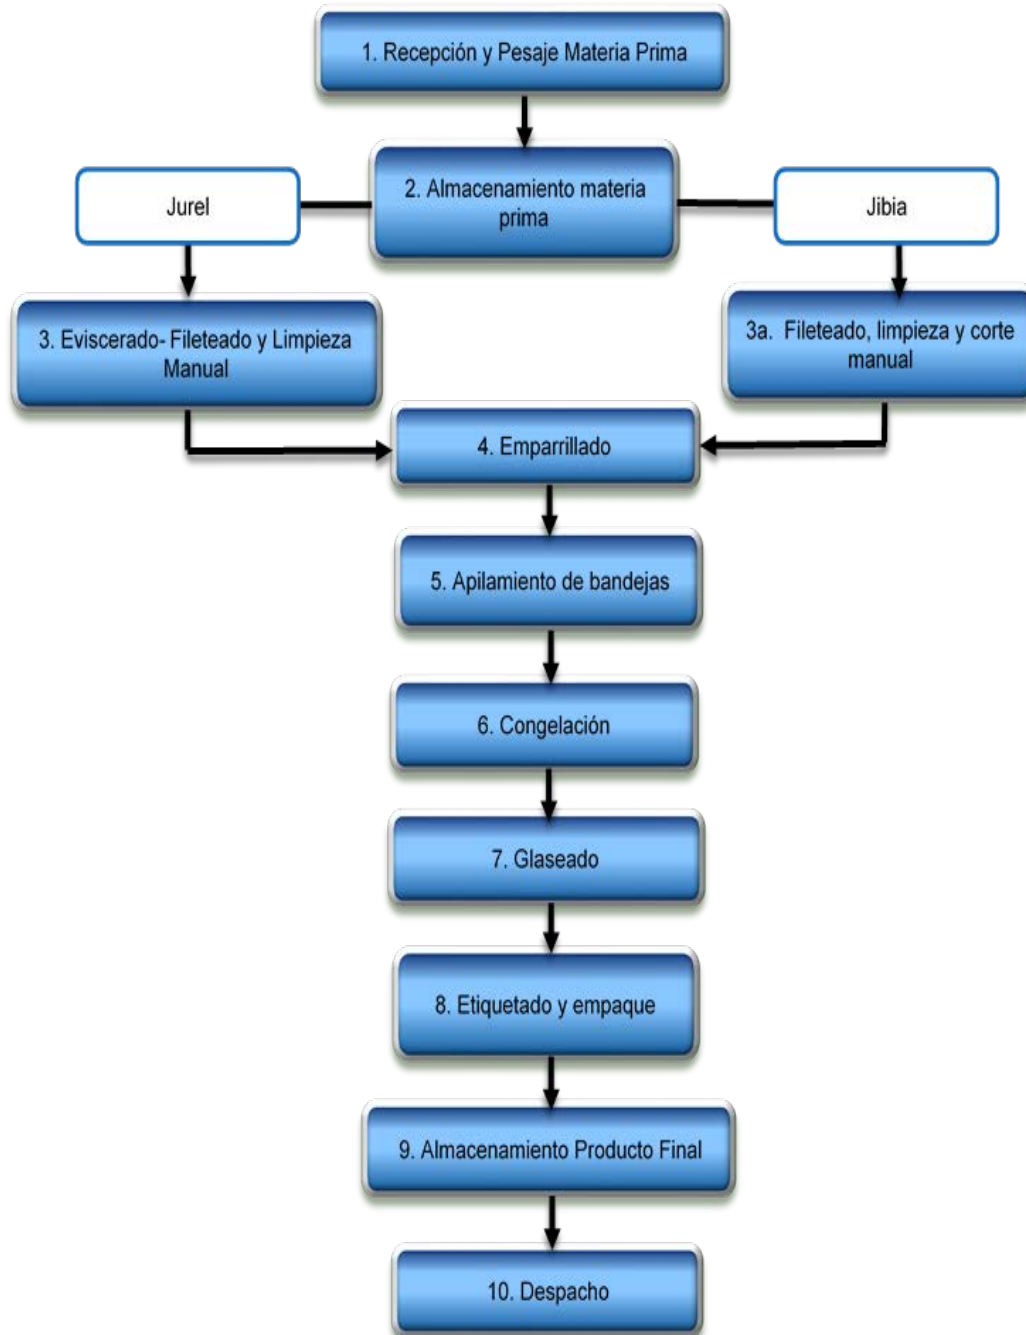 1. Recepción y Pesaje Materia Prima
2. Almacenamiento materia
prima
Jurel
Jibia
3. Eviscerado- Fileteado y Limpieza
Manual
3a.  Fileteado, limpieza y corte
manual
4. Emparrillado
5. Apilamiento de bandejas
6. Congelación
7. Glaseado
8. Etiquetado y empaque
9. Almacenamiento Producto Final
10. Despacho